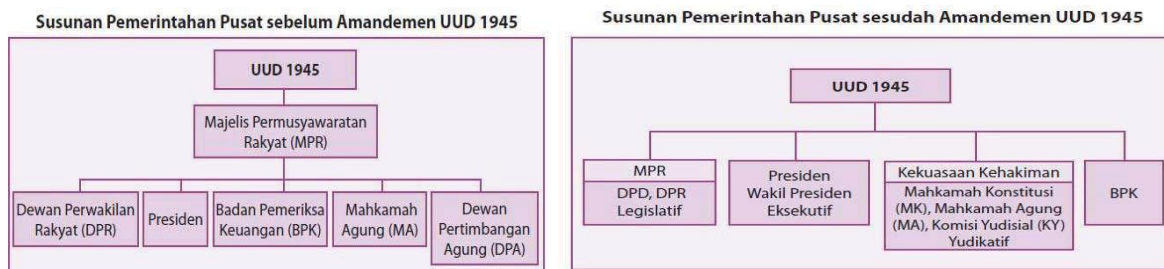 Susunan Pemerintahan Pusat sebelum Amandemen UUD 1945
UUD 1945
Majelis Permusyawaratan
Rakyat (MPR)
Dewan Perwakilan
Rakyat (DPR)
Presiden
Badan Pemeriksa
Keuangan (BPK)
Mahkamah
Agung (MA)
Dewan
Pertimbangan
Agung (DPA)
Susunan Pemerintahan Pusat sesudah Amandemen UUD 1945
UUD 1945
MPR
DPD, DPR
Legislatif
Presiden
Wakil Presiden
Eksekutif
Kekuasaan Kehakiman
Mahkamah Konstitusi
(MK), Mahkamah Agung
(MA), Komisi Yudisial (KY)
Yudikatif
BPK